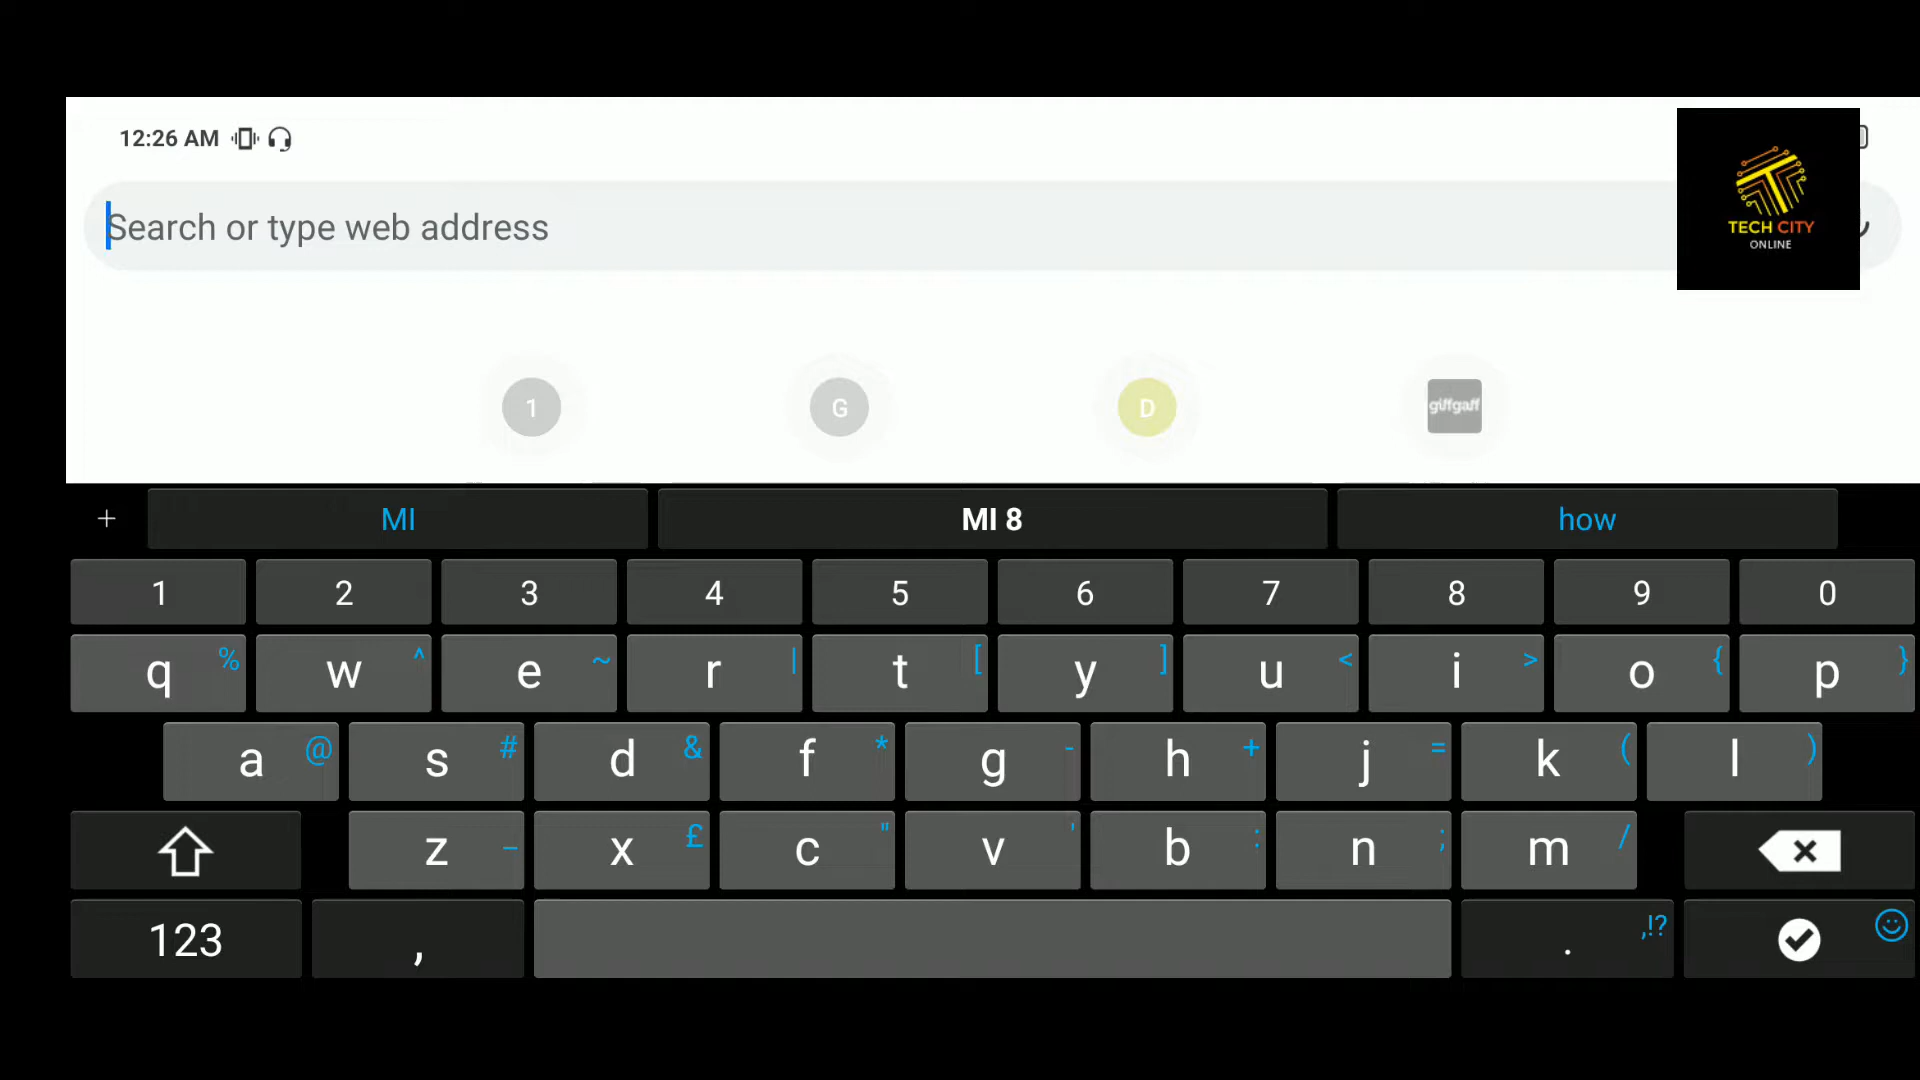 12:26 AM
Search or type web address
TECH CITY
ONLINE
1 G D giffgaff
+ MI MI 8 how
1 2 3 4 5 6 7 8 9 0
q % w ^ e ~ r | t [ y ] u < i > o { p }
a @ s # d & f * g - h + j = k ( l )
z _ x £ c " v ' b : n ; m /
123 , . ,!?